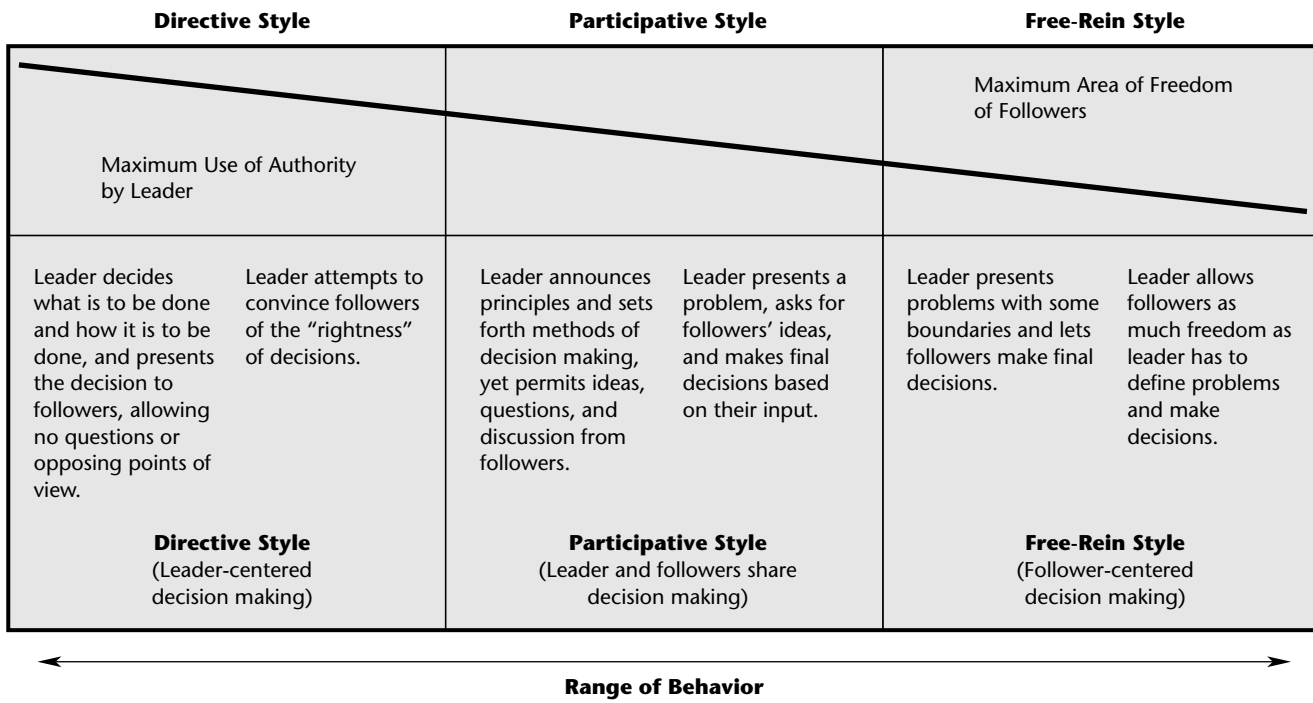 Directive Style
Participative Style
Free-Rein Style
Maximum Use of Authority
by Leader
Maximum Area of Freedom
of Followers
Leader decides
what is to be done
and how it is to be
done, and presents
the decision to
followers, allowing
no questions or
opposing points of
view.
Leader attempts to
convince followers
of the “rightness”
of decisions.
Leader announces
principles and sets
forth methods of
decision making,
yet permits ideas,
questions, and
discussion from
followers.
Leader presents a
problem, asks for
followers’ ideas,
and makes final
decisions based
on their input.
Leader presents
problems with some
boundaries and lets
followers make final
decisions.
Leader allows
followers as
much freedom as
leader has to
define problems
and make
decisions.
Directive Style
(Leader-centered
decision making)
Participative Style
(Leader and followers share
decision making)
Free-Rein Style
(Follower-centered
decision making)
Range of Behavior